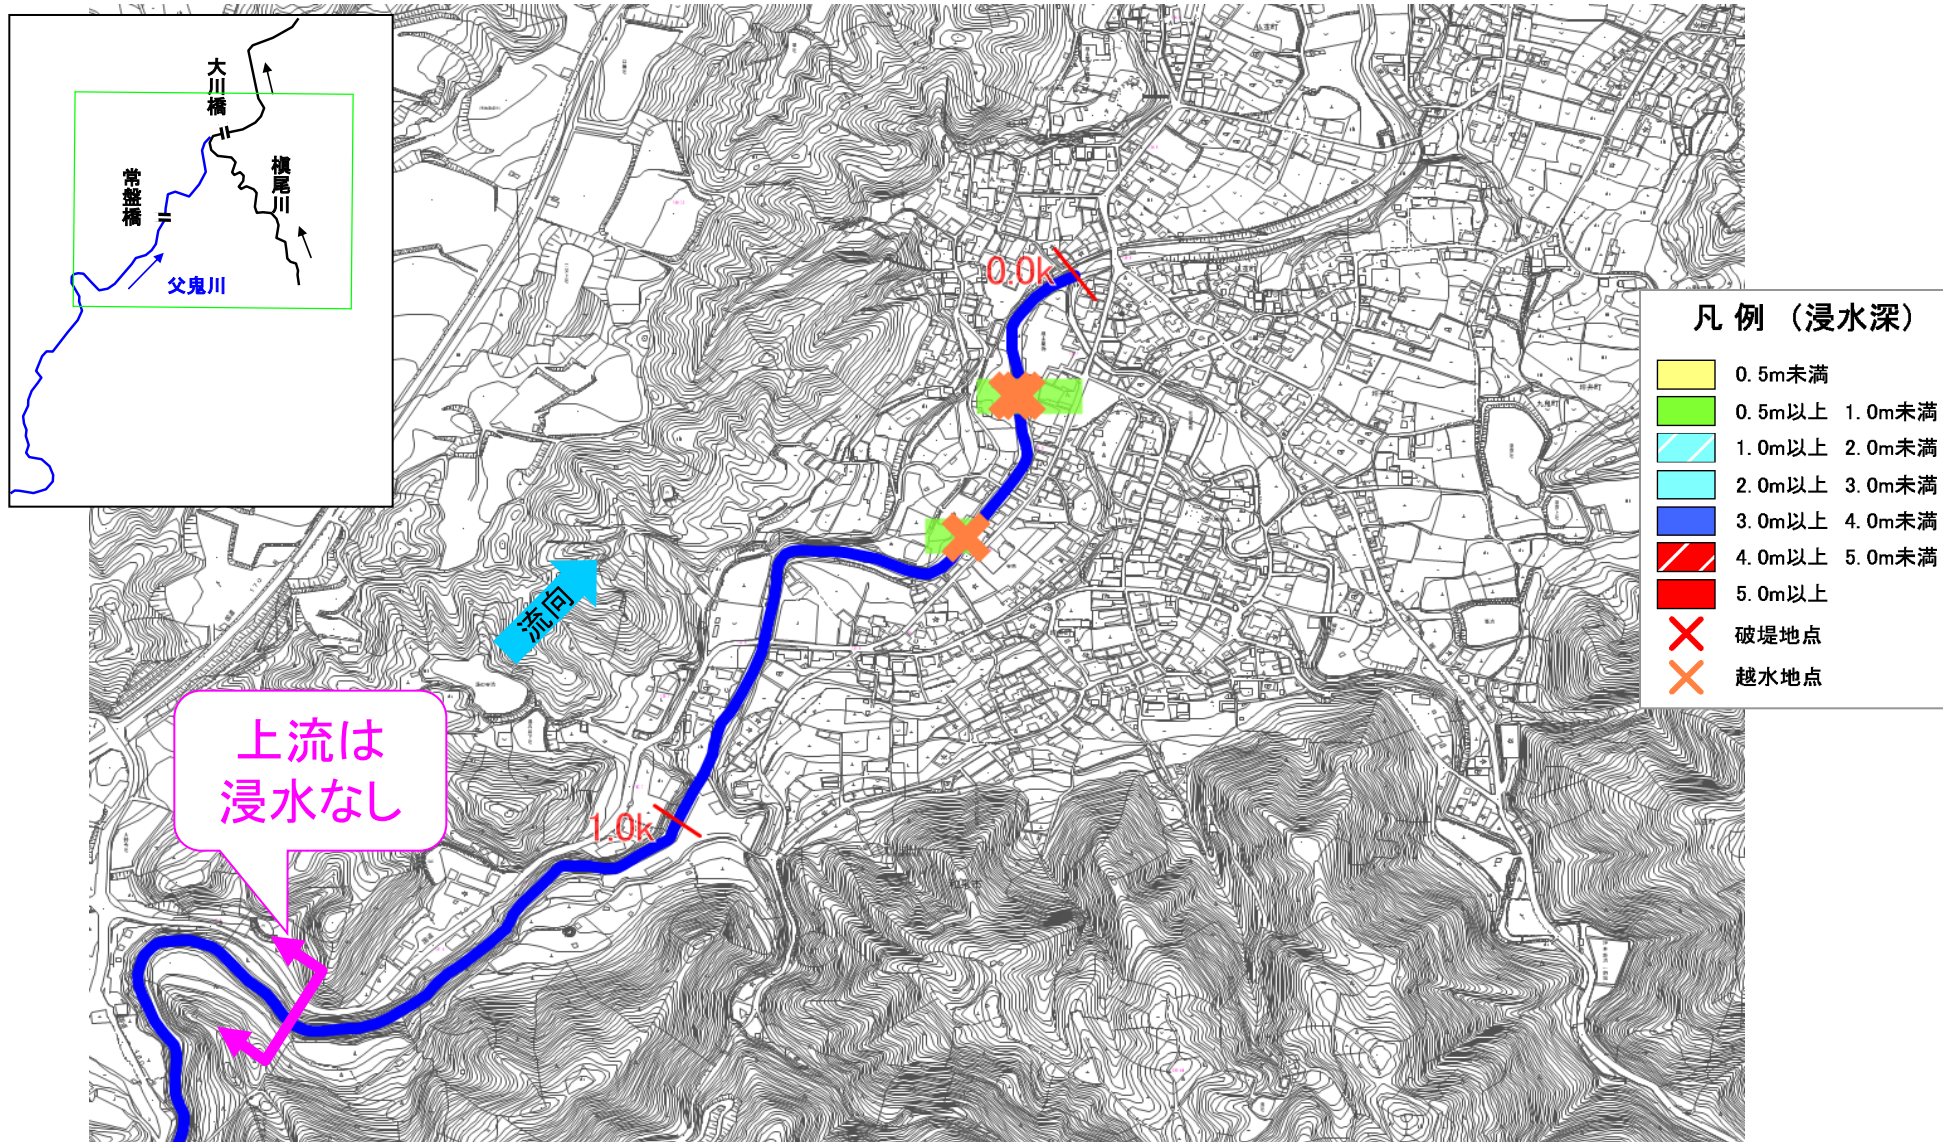 大川橋
槇尾川
常盤橋
父鬼川
0.0k
1.0k
流向
上流は
浸水なし
凡 例 （浸水深）
0.5m未満
0.5m以上 1.0m未満
1.0m以上 2.0m未満
2.0m以上 3.0m未満
3.0m以上 4.0m未満
4.0m以上 5.0m未満
5.0m以上
破堤地点
越水地点